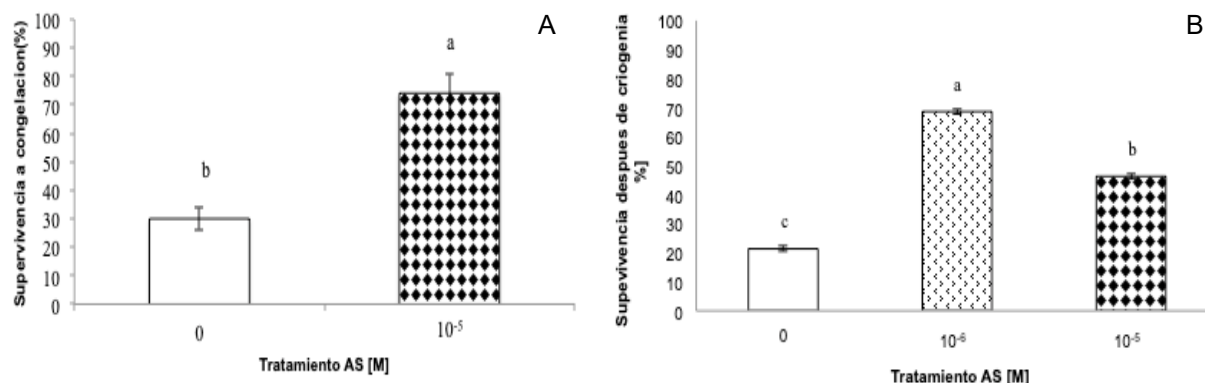 A
Supervivencia a congelacion(%)
100
90
80
70
60
50
40
30
20
10
0
b
a
0
10⁻⁵
Tratamiento AS [M]
B
Supevivencia despues de criogenia
%]
100
90
80
70
60
50
40
30
20
10
0
c
a
b
0
10⁻⁶
10⁻⁵
Tratamiento AS [M]